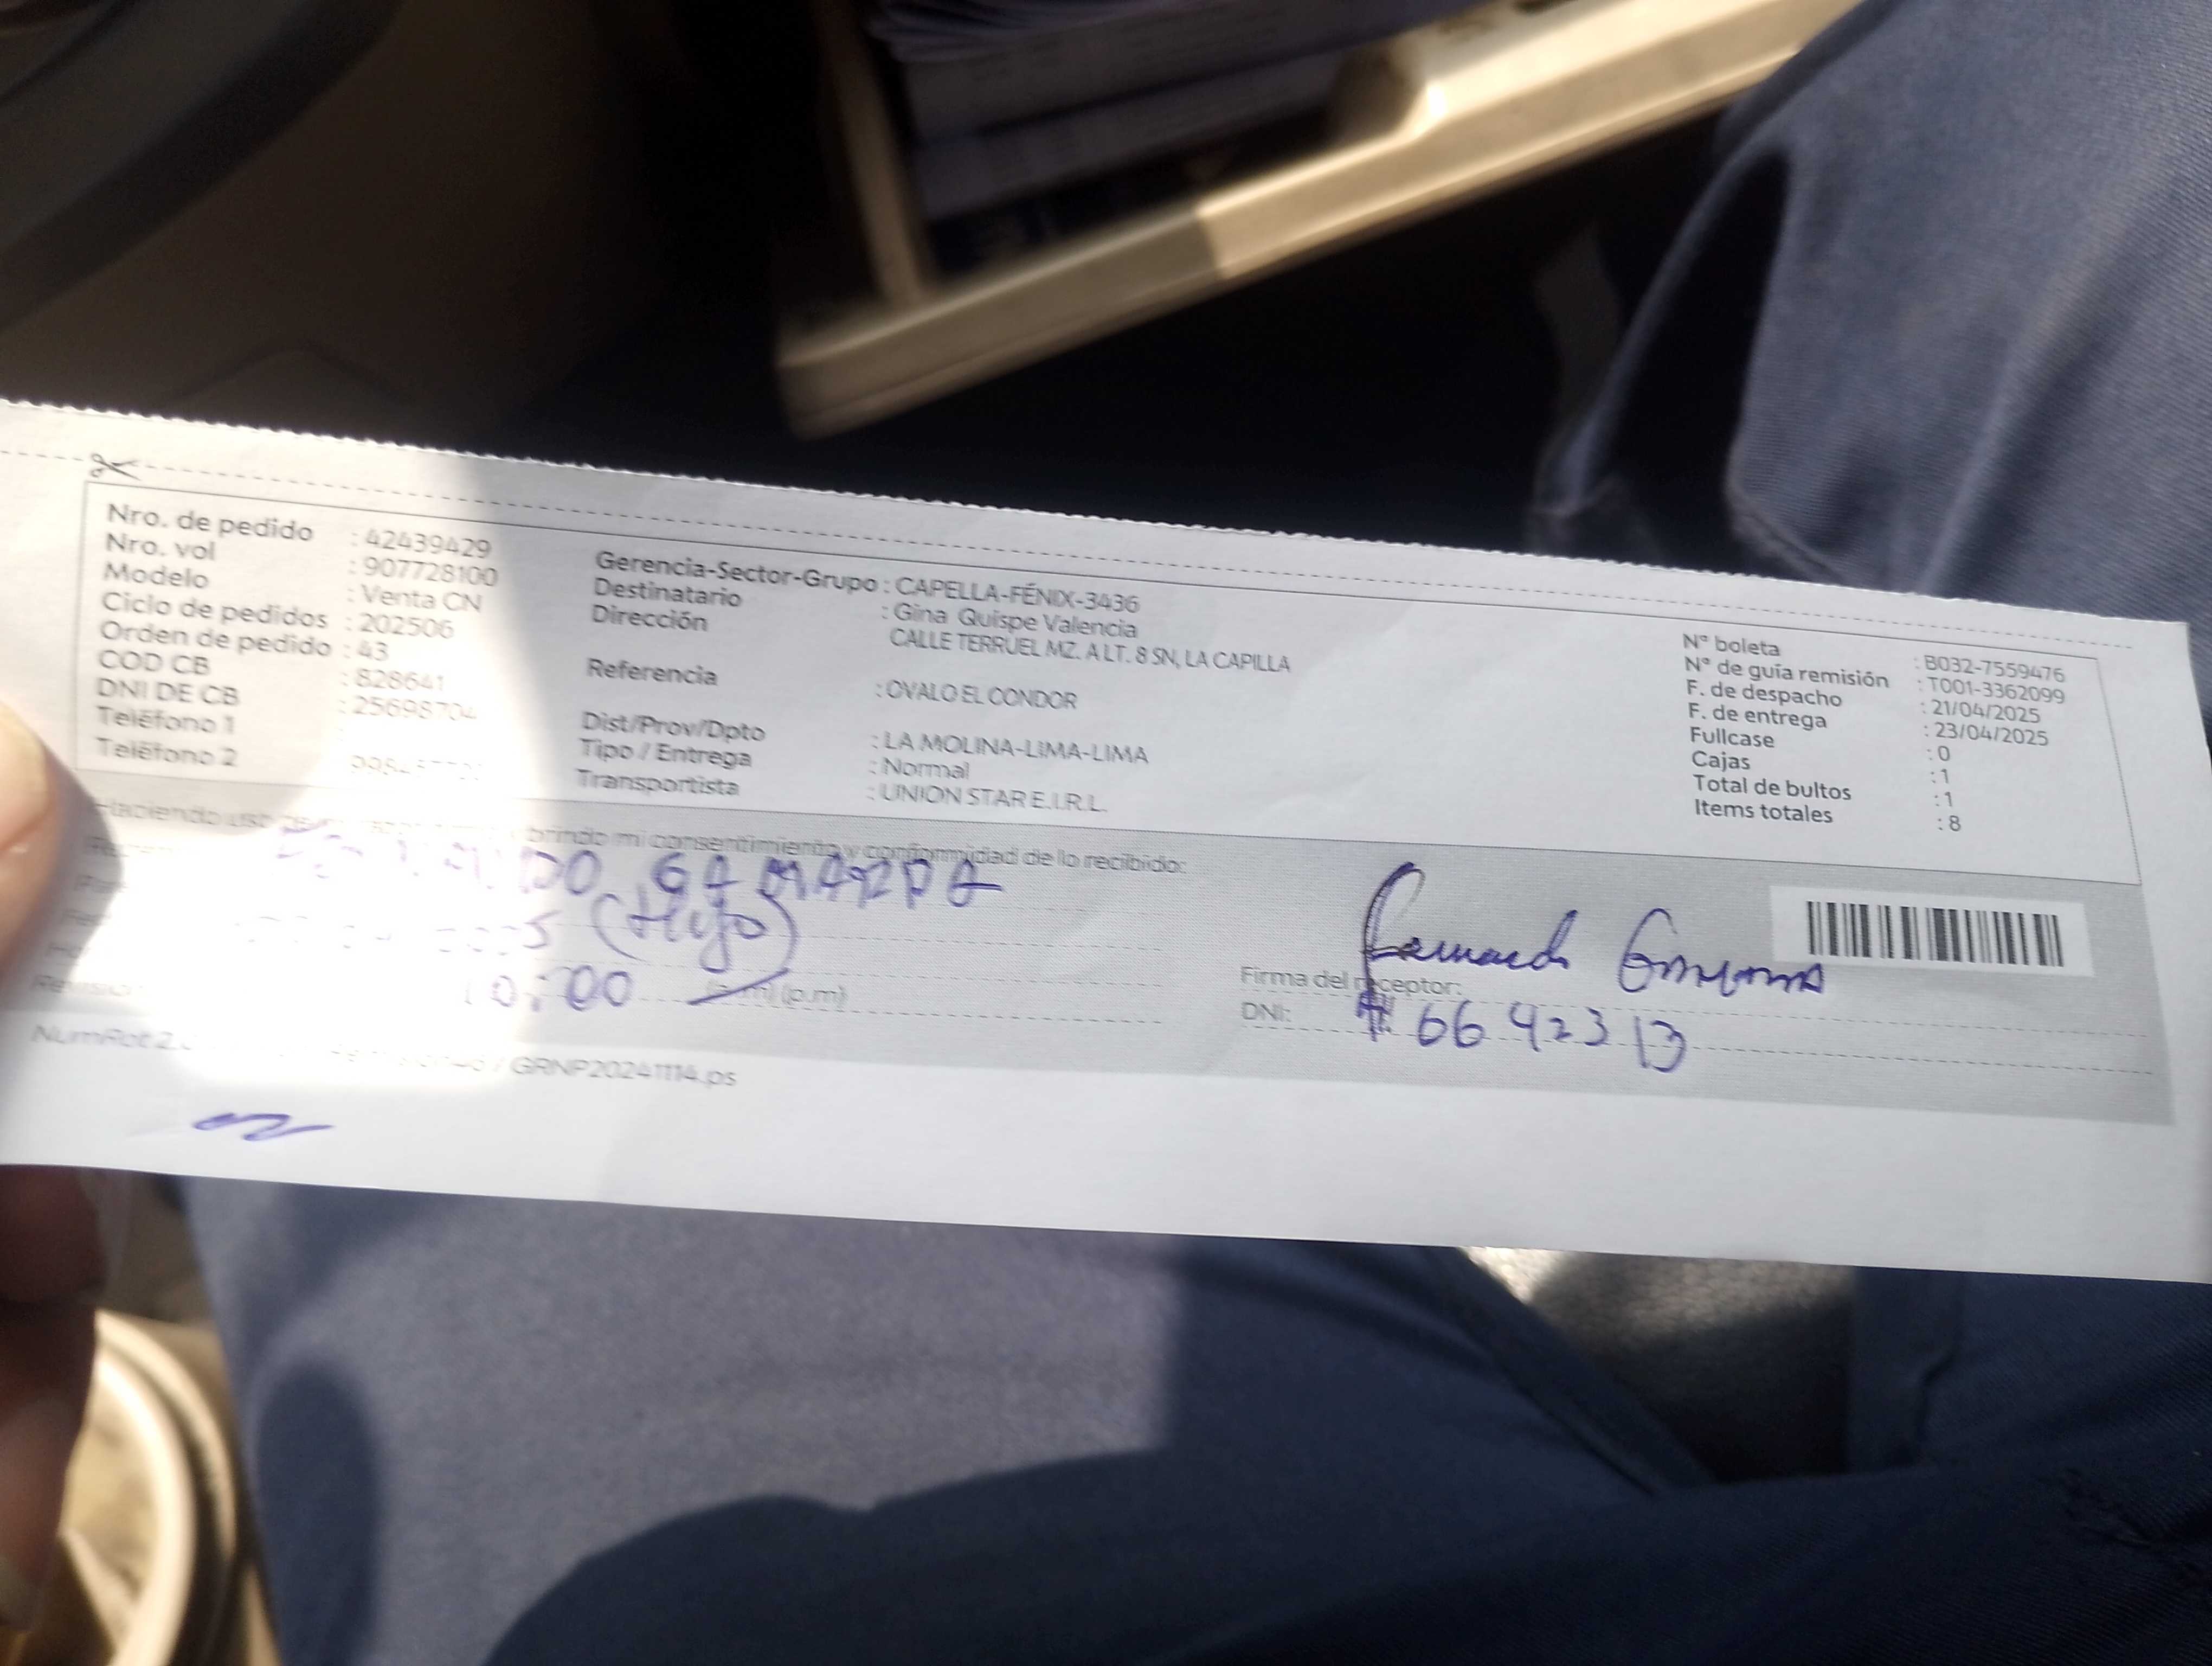 Nro. de pedido : 42439429
Nro. vol : 907728100
Modelo : Venta CN
Ciclo de pedidos : 202506
Orden de pedido : 43
COD CB : 828641
DNI DE CB : 25698704
Teléfono 1 :
Teléfono 2
Gerencia-Sector-Grupo : CAPELLA-FÉNIX-3436
Destinatario : Gina Quispe Valencia
Dirección CALLE TERRUEL MZ. A LT. 8 SN, LA CAPILLA
Referencia : OVALO EL CONDOR
Dist/Prov/Dpto : LA MOLINA-LIMA-LIMA
Tipo / Entrega : Normal
Transportista : UNION STAR E.I.R.L.
N° boleta : B032-7559476
N° de guía remisión : T001-3362099
F. de despacho : 21/04/2025
F. de entrega : 23/04/2025
Fullcase : 0
Cajas : 1
Total de bultos : 1
Items totales : 8
Haciendo uso brindo mi consentimiento y conformidad de lo recibido:
GAMARRA
(Hijo)
10:00 (a.m) (p.m)
Firma del receptor:
DNI: 6642313
/ GRNP20241114.ps